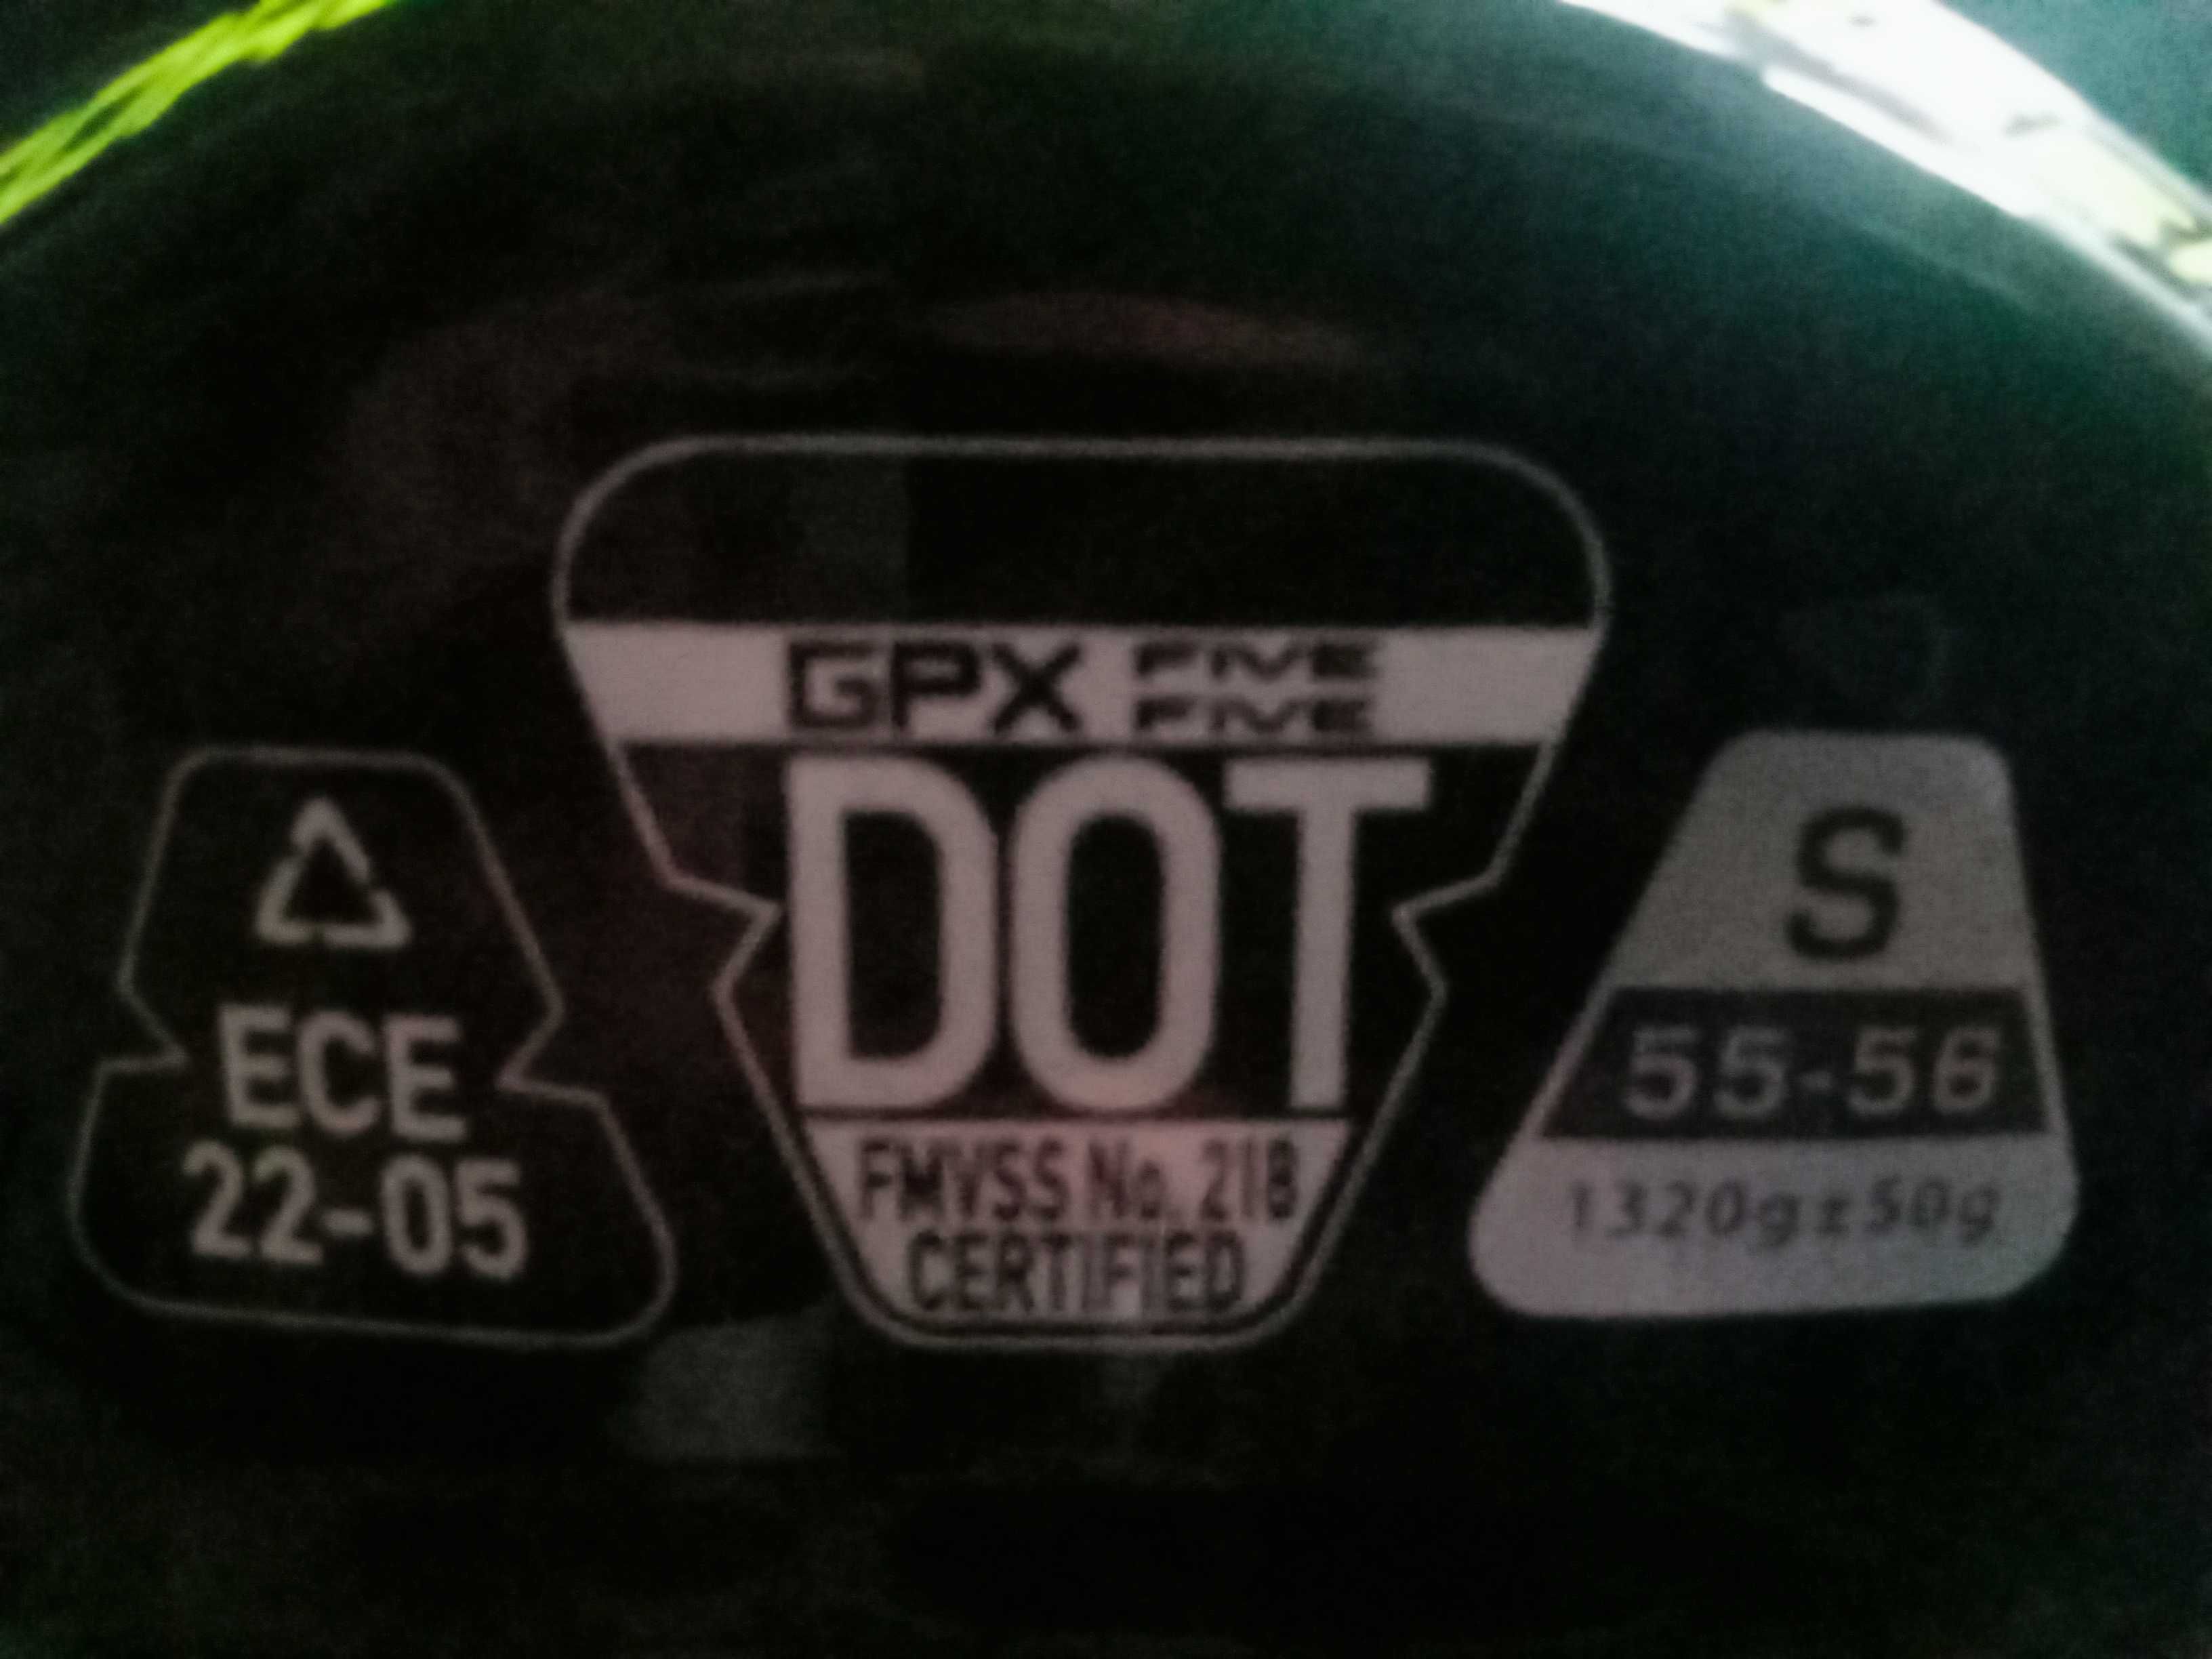 GPX FIVE
FIVE
DOT
FMVSS No. 218
CERTIFIED
ECE
22-05
S
55-56
1320g±50g